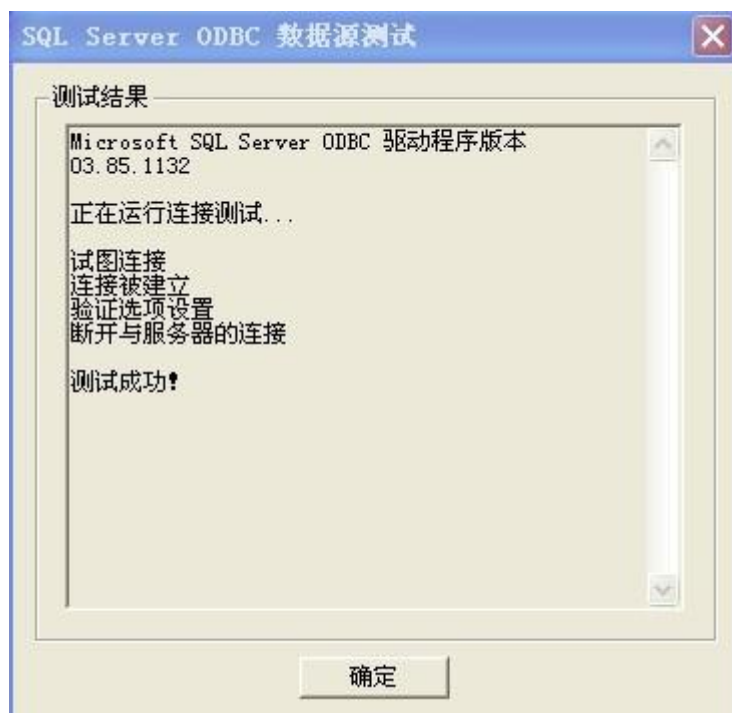 SQL Server ODBC 数据源测试
测试结果
Microsoft SQL Server ODBC 驱动程序版本
03.85.1132
正在运行连接测试...
试图连接
连接被建立
验证选项设置
断开与服务器的连接
测试成功!
确定